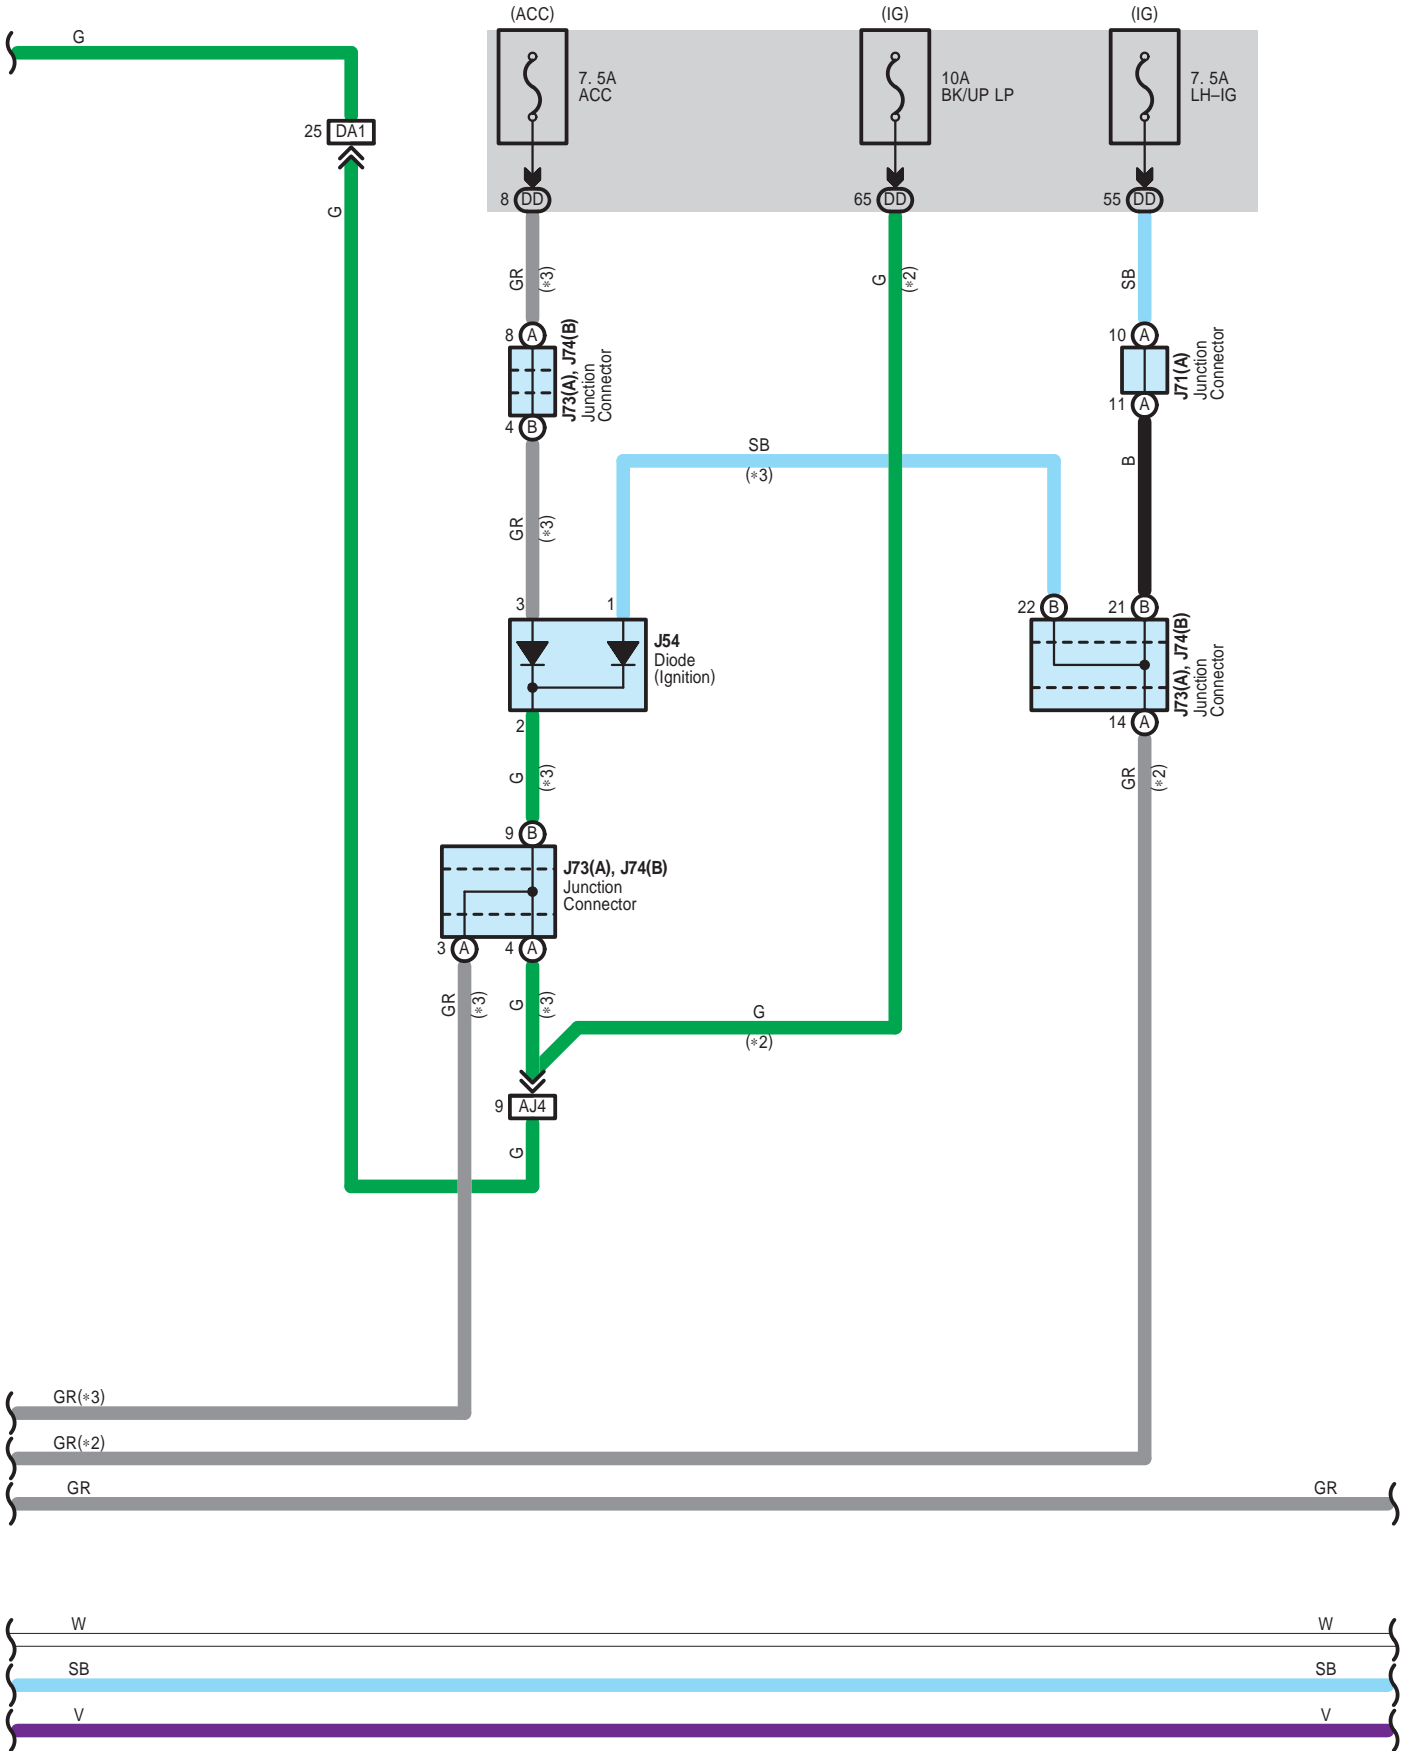 (ACC)
(IG)
(IG)
G
7. 5A
ACC
10A
BK/UP LP
7. 5A
LH–IG
25 DA1
8 DD
65 DD
55 DD
G
GR
(*3)
G
(*2)
SB
8 A
J73(A), J74(B)
Junction
Connector
4 B
10 A
J71(A)
Junction
Connector
11 A
SB
(*3)
B
GR
(*3)
3
1
22 B
21 B
J54
Diode
(Ignition)
J73(A), J74(B)
Junction
Connector
2
14 A
G
(*3)
GR
(*2)
9 B
J73(A), J74(B)
Junction
Connector
3 A
4 A
GR
(*3)
G
(*3)
G
(*2)
9 AJ4
G
GR(*3)
GR(*2)
GR
GR
W
W
SB
SB
V
V